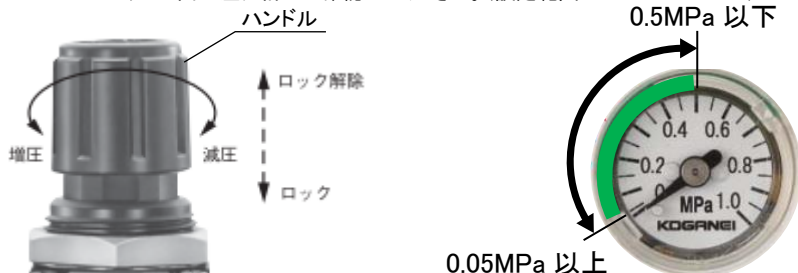 ハンドル
ロック解除
増圧
減圧
ロック
0.5MPa 以下
0.4 0.6
0.2 0.8
0 MPa 1.0
KOGANEI
0.05MPa 以上